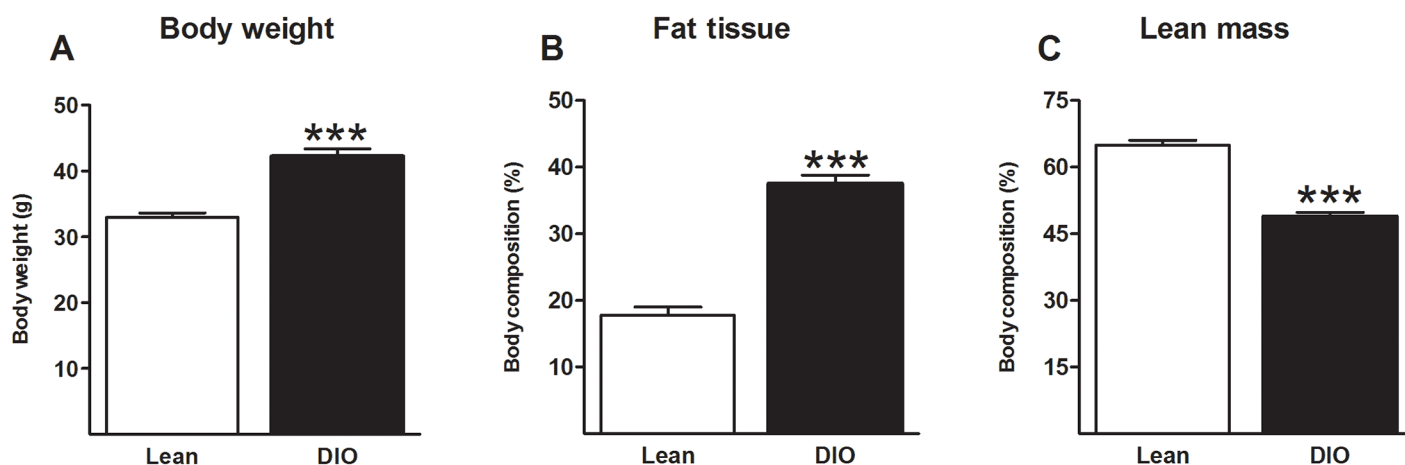 A
Body weight
Body weight (g)
50
40
30
20
10
***
Lean
DIO
B
Fat tissue
Body composition (%)
50
40
30
20
10
***
Lean
DIO
C
Lean mass
Body composition (%)
75
60
45
30
15
***
Lean
DIO